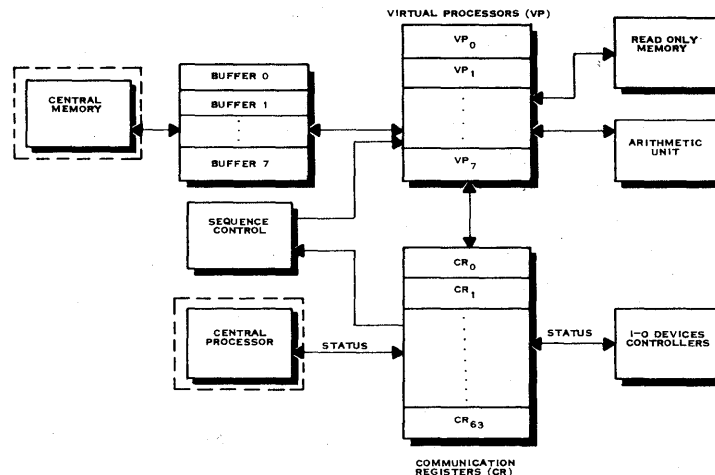 VIRTUAL PROCESSORS (VP)
VP0
VP1
VP7
READ ONLY
MEMORY
ARITHMETIC
UNIT
CENTRAL
MEMORY
BUFFER 0
BUFFER 1
BUFFER 7
SEQUENCE
CONTROL
CENTRAL
PROCESSOR
STATUS
CR0
CR1
CR63
STATUS
I-O DEVICES
CONTROLLERS
COMMUNICATION
REGISTERS (CR)